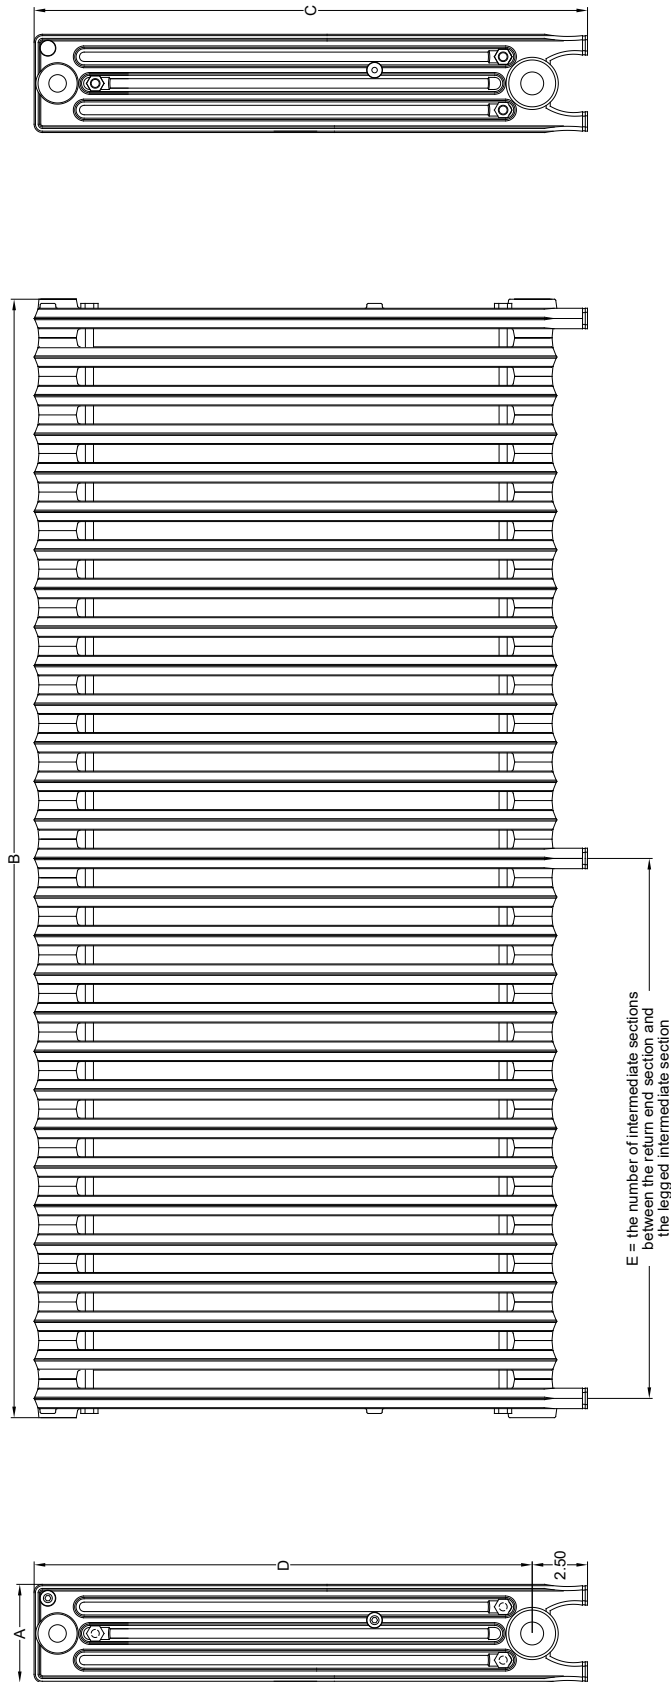 C
B
E = the number of intermediate sections
between the return end section and
the legged intermediate section
A
D
2.50